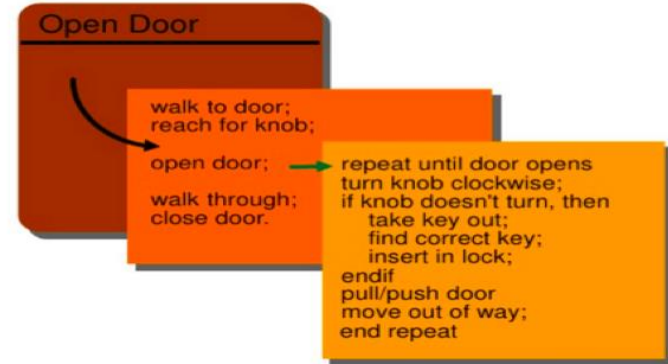 Open Door
walk to door;
reach for knob;
open door;
walk through;
close door.
repeat until door opens
turn knob clockwise;
if knob doesn't turn, then
take key out;
find correct key;
insert in lock;
endif
pull/push door
move out of way;
end repeat